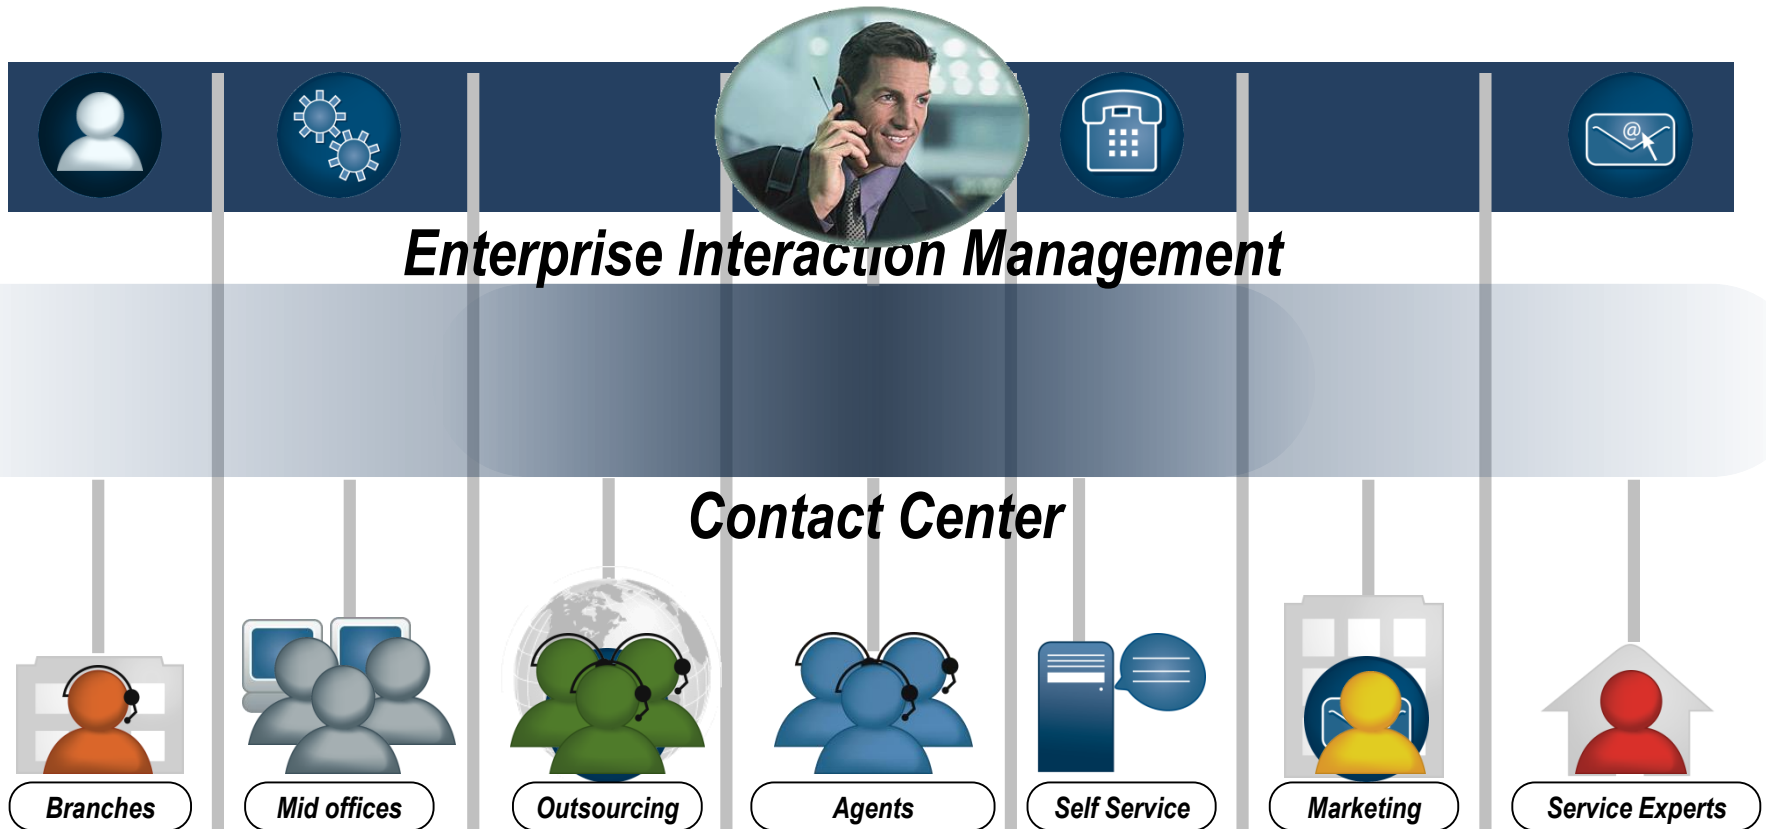 @
Enterprise Interaction Management
Contact Center
Branches
Mid offices
Outsourcing
Agents
Self Service
Marketing
Service Experts